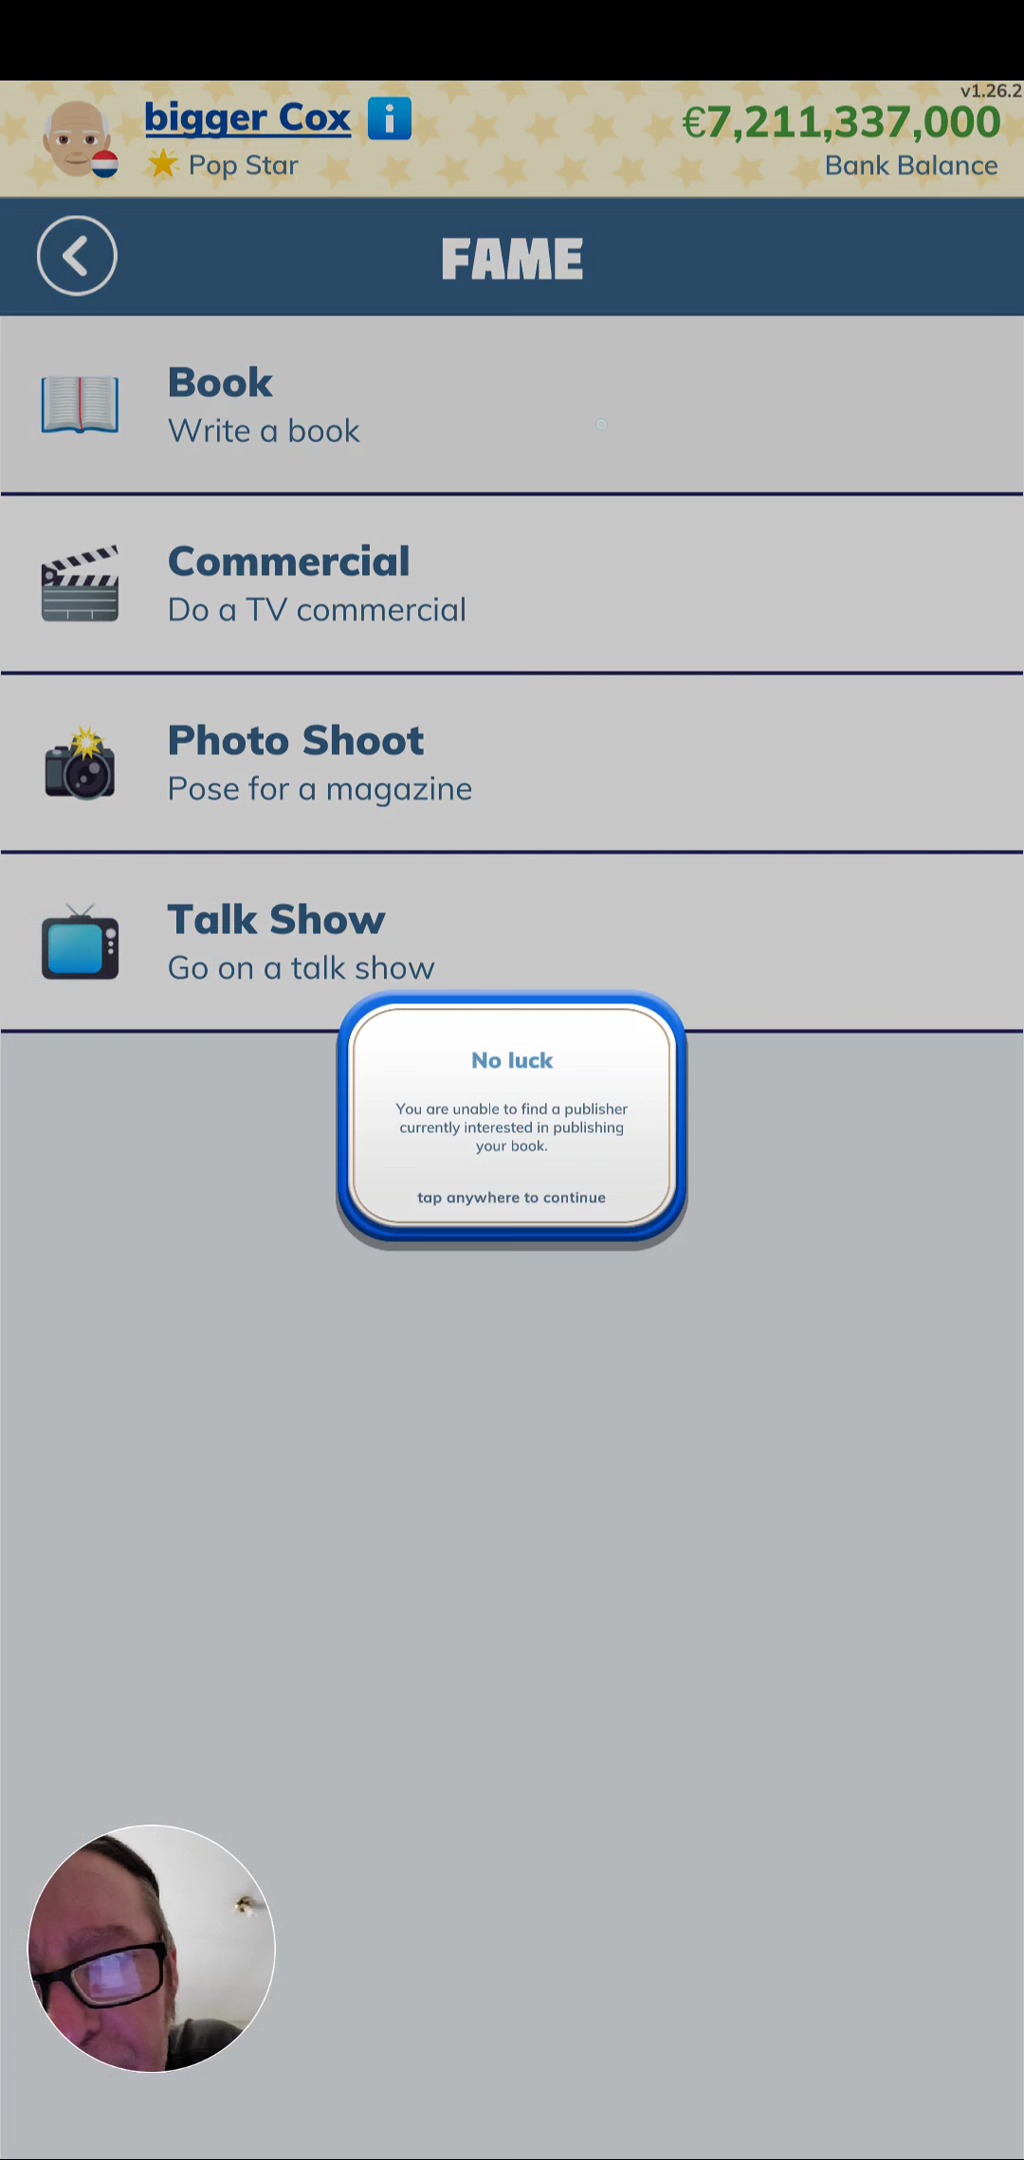 v1.26.2
bigger Cox
€7,211,337,000
Pop Star
Bank Balance
FAME
Book
Write a book
Commercial
Do a TV commercial
Photo Shoot
Pose for a magazine
Talk Show
Go on a talk show
No luck
You are unable to find a publisher
currently interested in publishing
your book.
tap anywhere to continue